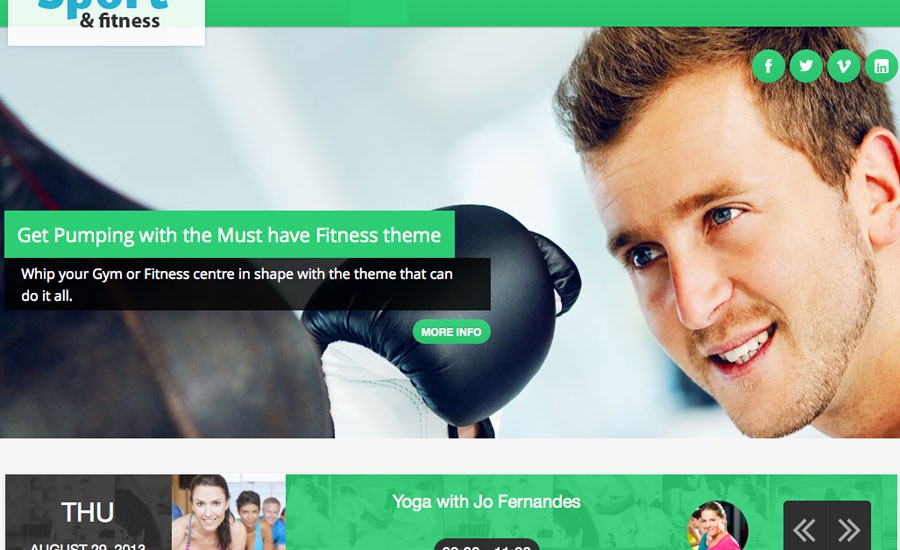 Sport
& fitness
Get Pumping with the Must have Fitness theme
Whip your Gym or Fitness centre in shape with the theme that can
do it all.
MORE INFO
THU
Yoga with Jo Fernandes
AUGUST 29, 2013